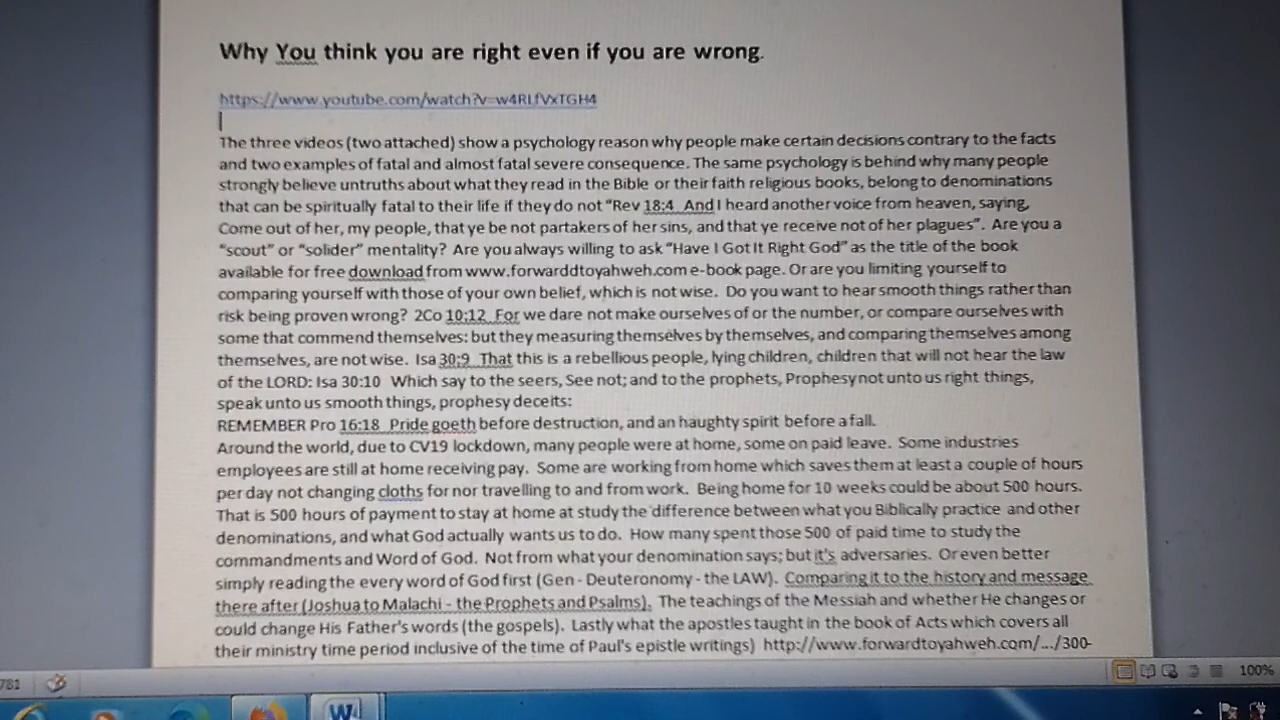 Why You think you are right even if you are wrong.
https://www.youtube.com/watch?v=w4RLfVxTGH4
The three videos (two attached) show a psychology reason why people make certain decisions contrary to the facts
and two examples of fatal and almost fatal severe consequence. The same psychology is behind why many people
strongly believe untruths about what they read in the Bible or their faith religious books, belong to denominations
that can be spiritually fatal to their life if they do not "Rev 18:4 And I heard another voice from heaven, saying,
Come out of her, my people, that ye be not partakers of her sins, and that ye receive not of her plagues". Are you a
"scout" or "solider" mentality? Are you always willing to ask "Have I Got It Right God" as the title of the book
available for free download from www.forwarddtoyahweh.com e-book page. Or are you limiting yourself to
comparing yourself with those of your own belief, which is not wise. Do you want to hear smooth things rather than
risk being proven wrong? 2Co 10:12 For we dare not make ourselves of or the number, or compare ourselves with
some that commend themselves: but they measuring themselves by themselves, and comparing themselves among
themselves, are not wise. Isa 30:9 That this is a rebellious people, lying children, children that will not hear the law
of the LORD: Isa 30:10 Which say to the seers, See not; and to the prophets, Prophesy not unto us right things,
speak unto us smooth things, prophesy deceits:
REMEMBER Pro 16:18 Pride goeth before destruction, and an haughty spirit before a fall.
Around the world, due to CV19 lockdown, many people were at home, some on paid leave. Some industries
employees are still at home receiving pay. Some are working from home which saves them at least a couple of hours
per day not changing cloths for nor travelling to and from work. Being home for 10 weeks could be about 500 hours.
That is 500 hours of payment to stay at home at study the difference between what you Biblically practice and other
denominations, and what God actually wants us to do. How many spent those 500 of paid time to study the
commandments and Word of God. Not from what your denomination says; but it's adversaries. Or even better
simply reading the every word of God first (Gen - Deuteronomy - the LAW). Comparing it to the history and message
there after (Joshua to Malachi - the Prophets and Psalms). The teachings of the Messiah and whether He changes or
could change His Father's words (the gospels). Lastly what the apostles taught in the book of Acts which covers all
their ministry time period inclusive of the time of Paul's epistle writings) http://www.forwardtoyahweh.com/.../300-
781
100%